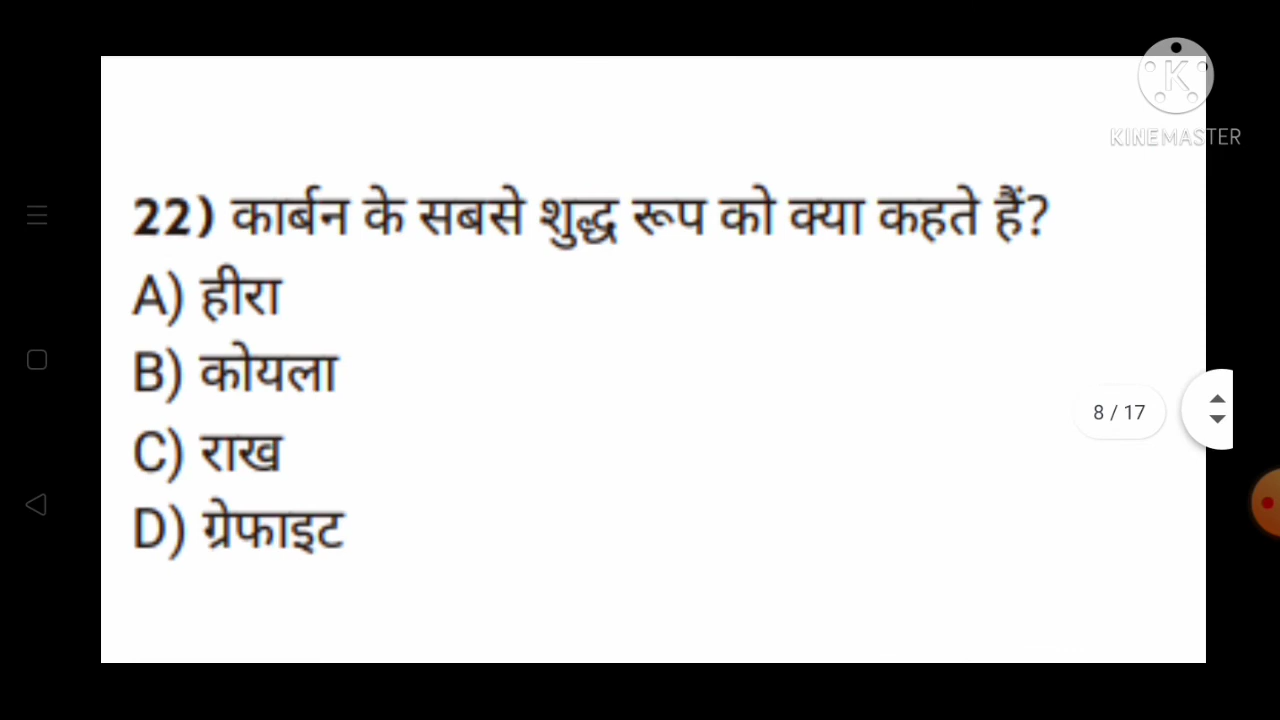 K
KINEMASTER
22) कार्बन के सबसे शुद्ध रूप को क्या कहते हैं?
A) हीरा
B) कोयला
8 / 17
C) राख
D) ग्रेफाइट